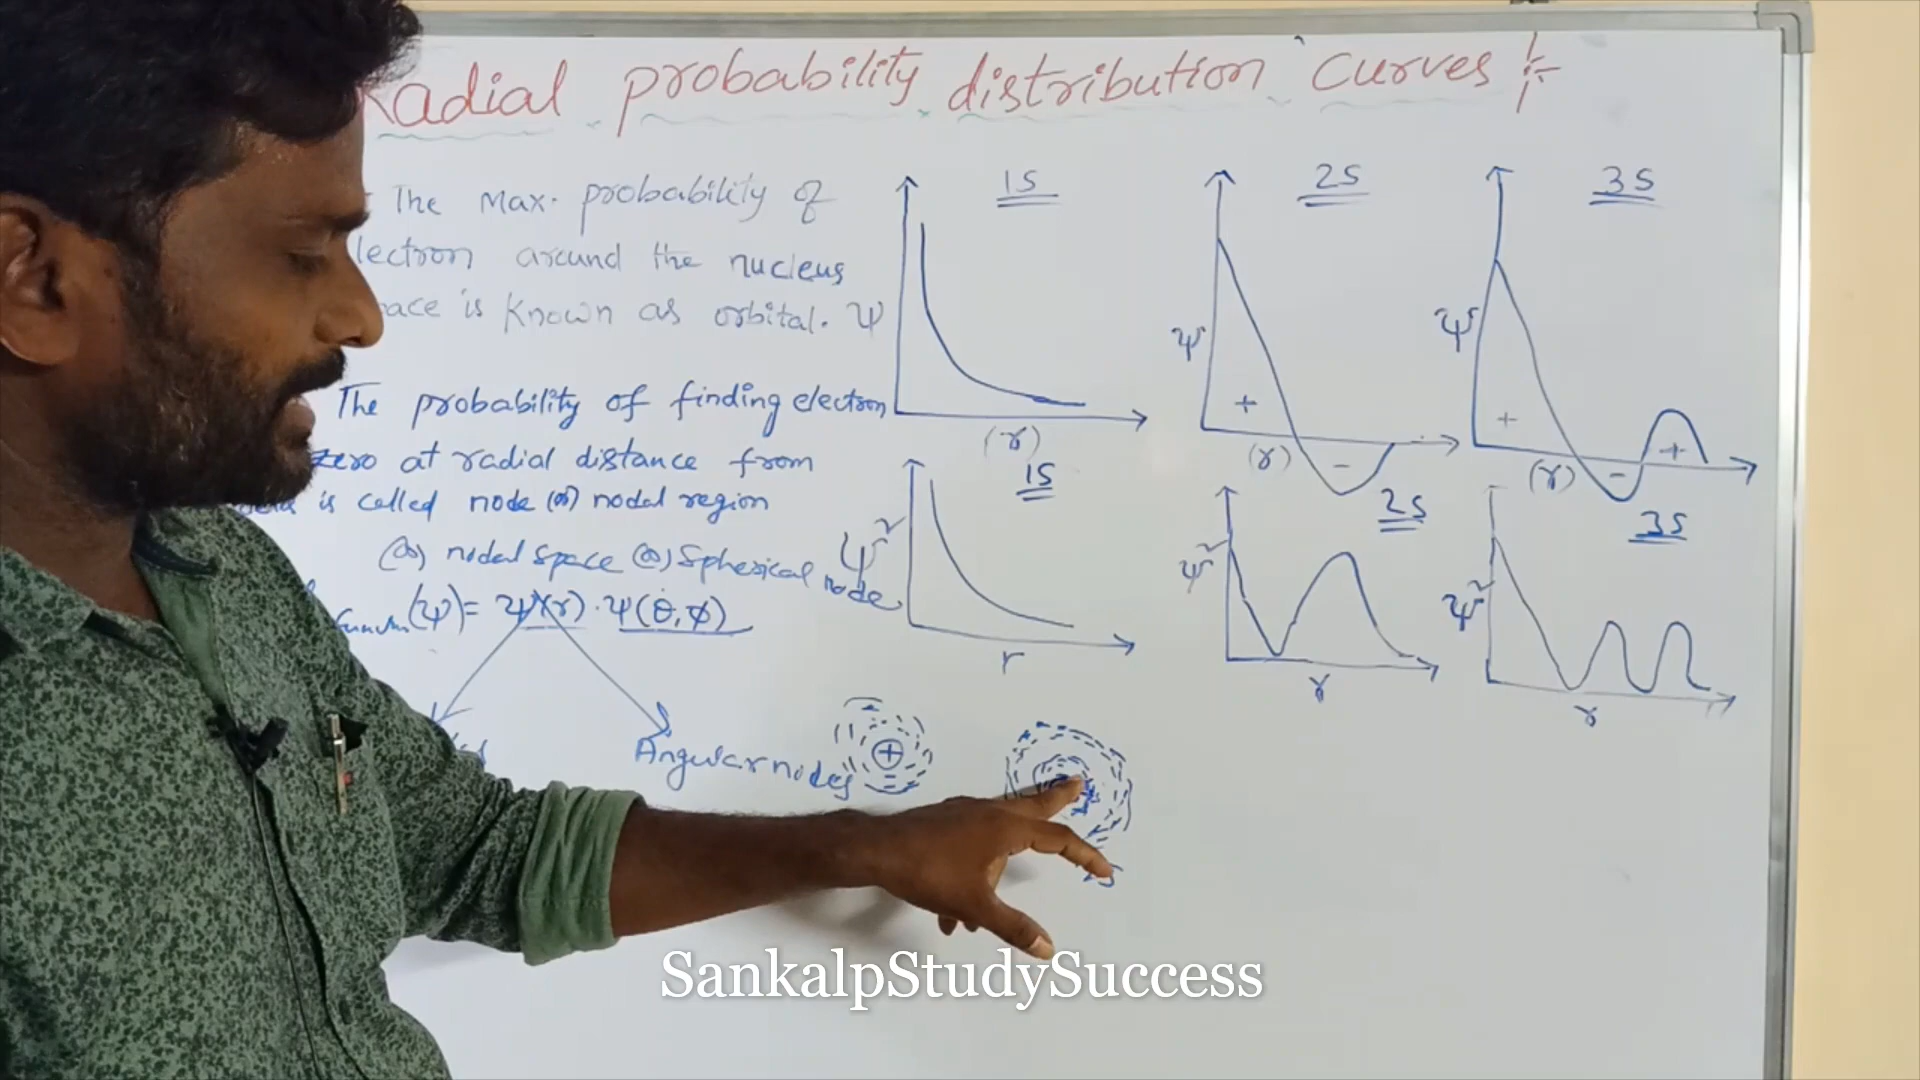 Radial probability distribution curves :-
The Max. probability of
lectron around the nucleus
ace is known as orbital. Ψ
The probability of finding electron
zero at radial distance from
is called node (or) nodal region
(or) nodal space (or) Spherical node
(Ψ)= Ψ(r) . Ψ(θ,φ)
Angular nodes
1S
Ψ
(r)
2S
Ψ
+
-
(r)
3S
Ψ
+
-
+
(r)
1S
Ψ²
r
2S
Ψ²
r
3S
Ψ²
r
+
SankalpStudySuccess